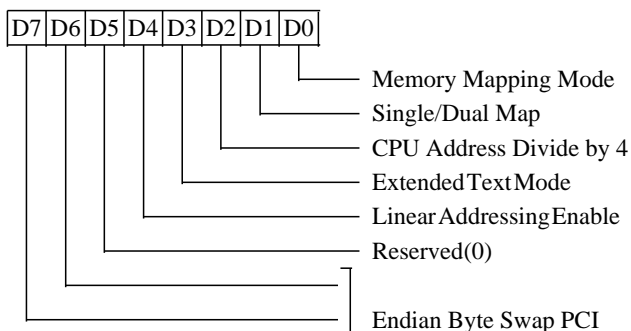 D7 D6 D5 D4 D3 D2 D1 D0
Memory Mapping Mode
Single/Dual Map
CPU Address Divide by 4
Extended Text Mode
Linear Addressing Enable
Reserved (0)
Endian Byte Swap PCI